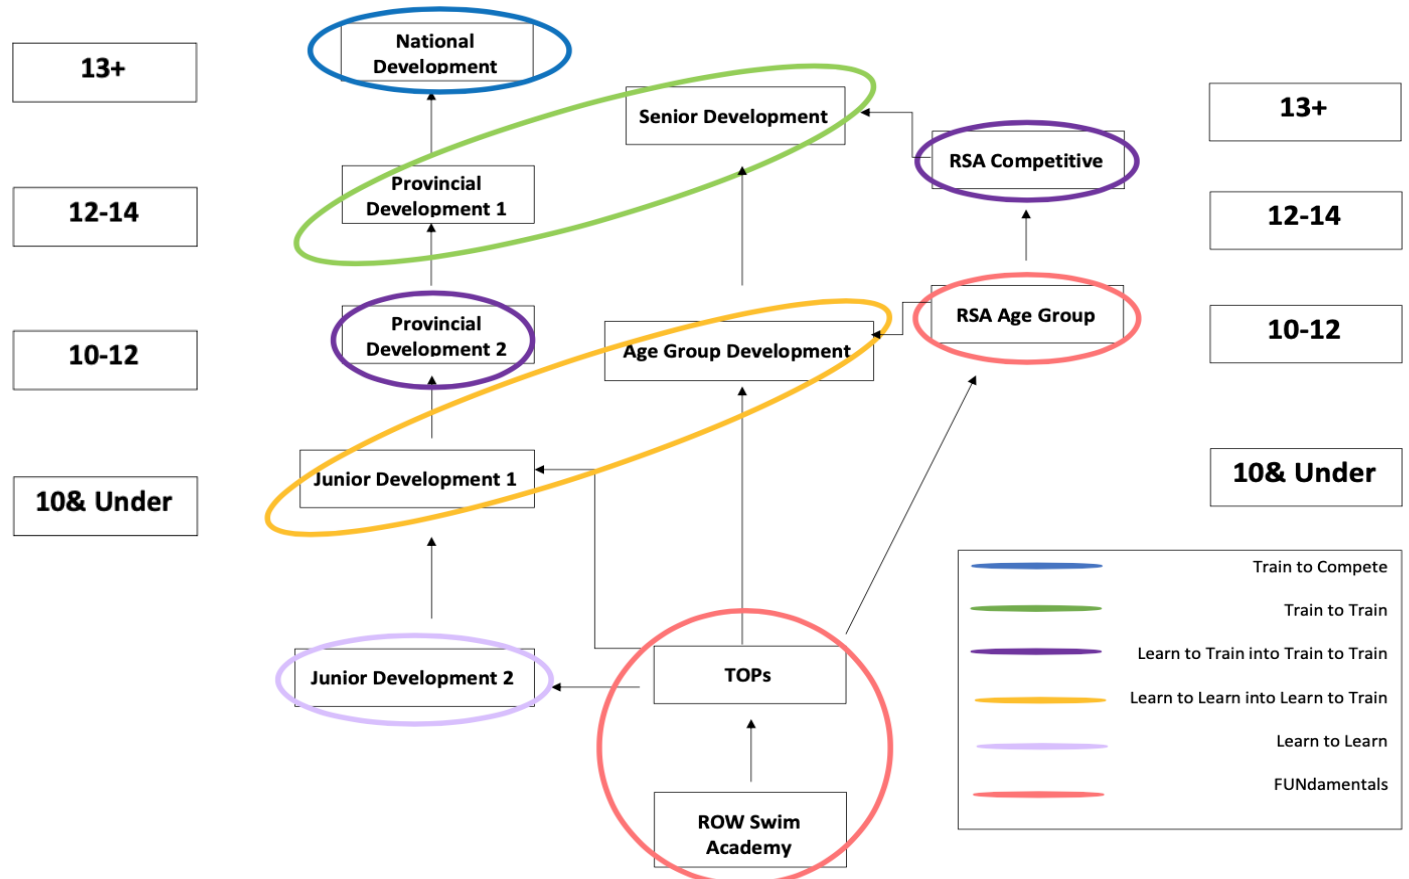 National
Development
13+
Senior Development
13+
RSA Competitive
Provincial
Development 1
12-14
12-14
RSA Age Group
Provincial
Development 2
10-12
Age Group Development
10-12
Junior Development 1
10& Under
10& Under
Train to Compete
Train to Train
Learn to Train into Train to Train
Learn to Learn into Learn to Train
Learn to Learn
FUNdamentals
Junior Development 2
TOPs
ROW Swim
Academy